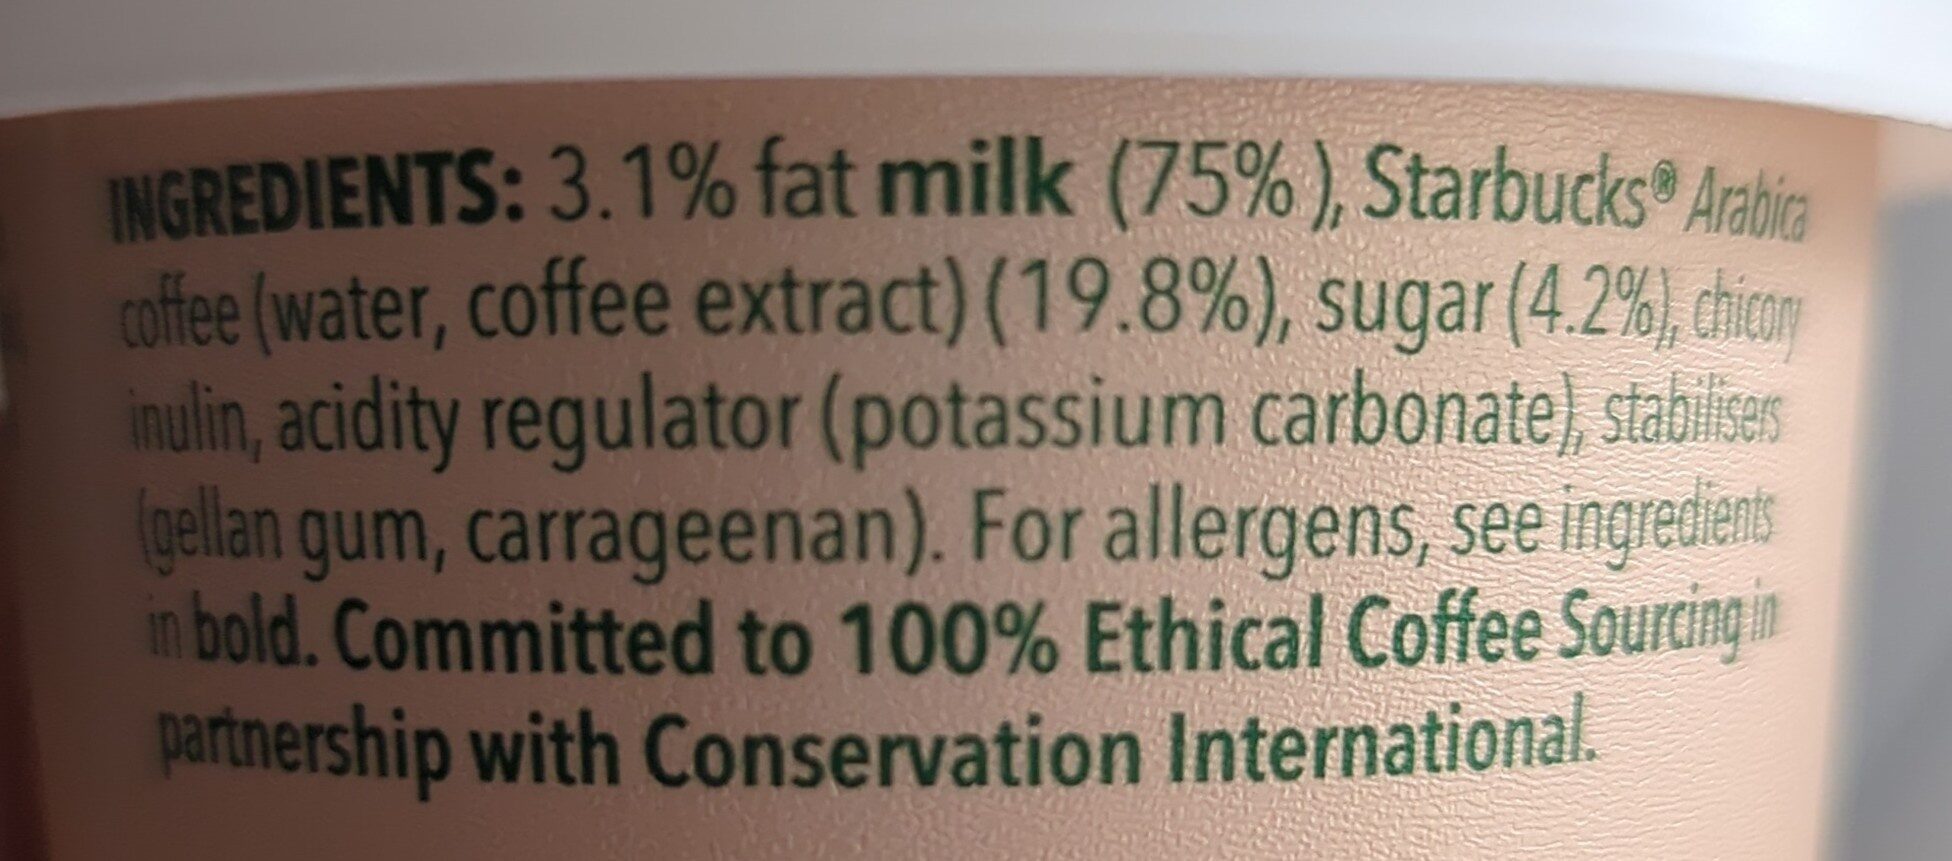 INGREDIENTS: 3.1% fat milk (75%), Starbucks® Arabica
coffee (water, coffee extract) (19.8%), sugar (4.2%), chicory
inulin, acidity regulator (potassium carbonate), stabilisers
(gellan gum, carrageenan). For allergens, see ingredients
in bold. Committed to 100% Ethical Coffee Sourcing in
partnership with Conservation International.